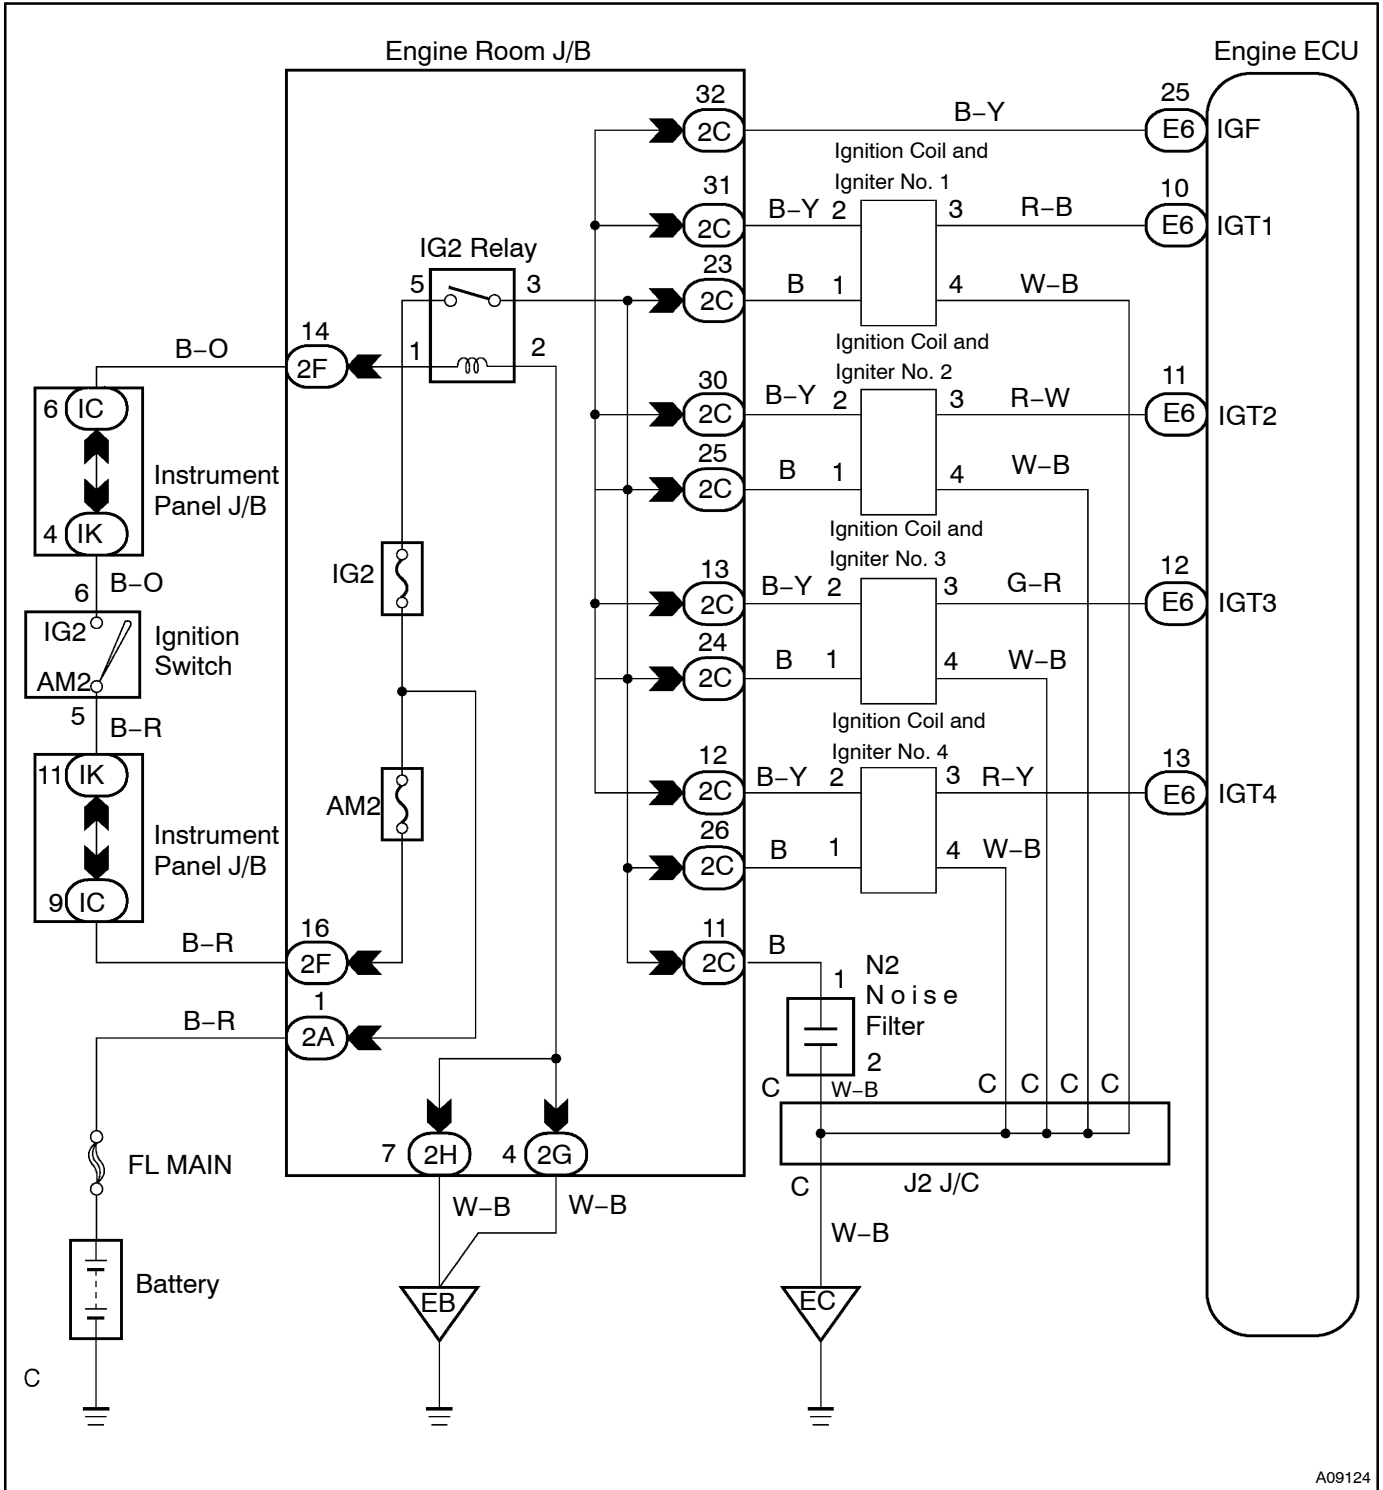 Engine Room J/B
Engine ECU
32
2C
B–Y
25
E6
IGF
Ignition Coil and
Igniter No. 1
31
2C
B–Y
2
3
R–B
10
E6
IGT1
23
2C
B
1
4
W–B
IG2 Relay
5
3
1
2
14
2F
B–O
Ignition Coil and
Igniter No. 2
30
2C
B–Y
2
3
R–W
11
E6
IGT2
25
2C
B
1
4
W–B
6
IC
Instrument
Panel J/B
4
IK
6
B–O
IG2
AM2
Ignition
Switch
5
B–R
11
IK
Instrument
Panel J/B
9
IC
B–R
16
2F
IG2
AM2
Ignition Coil and
Igniter No. 3
13
2C
B–Y
2
3
G–R
12
E6
IGT3
24
2C
B
1
4
W–B
Ignition Coil and
Igniter No. 4
12
2C
B–Y
2
3
R–Y
13
E6
IGT4
26
2C
B
1
4
W–B
11
2C
B
1
N2
Noise
Filter
2
C
W–B
C
C
C
C
J2 J/C
C
W–B
EC
B–R
1
2A
FL MAIN
Battery
C
7
2H
4
2G
W–B
W–B
EB
A09124